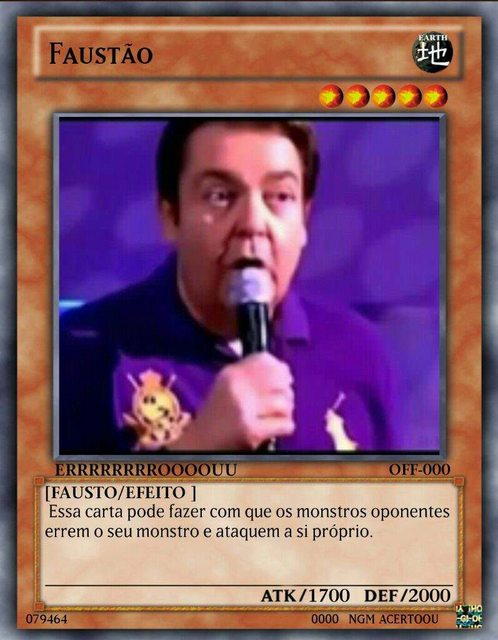 FAUSTÃO
EARTH
地
ERRRRRRRROOOOUU
OFF-000
[FAUSTO/EFEITO ]
Essa carta pode fazer com que os monstros oponentes
errem o seu monstro e ataquem a si próprio.
ATK/1700 DEF/2000
079464
0000 NGM ACERTOOU